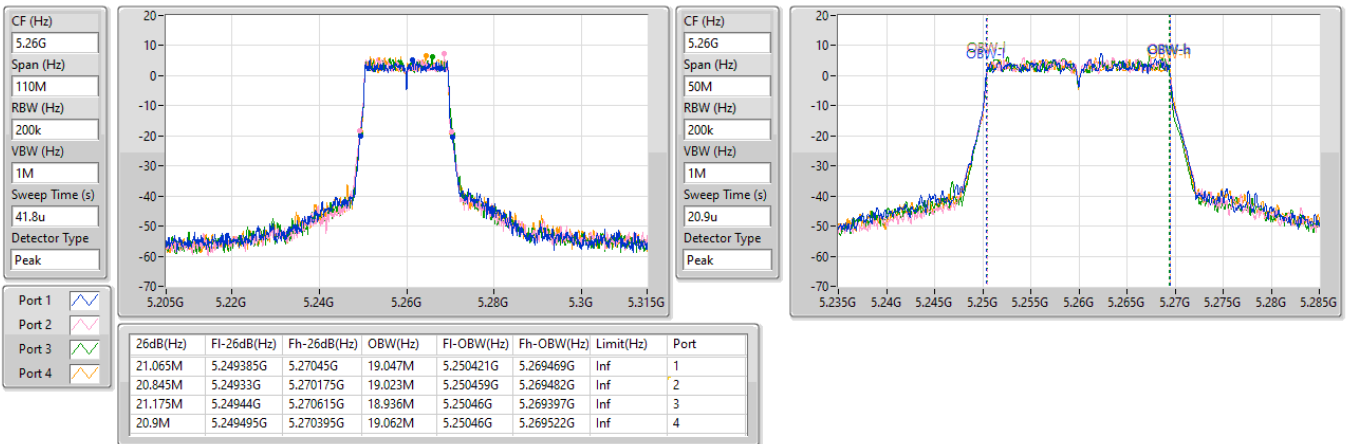 CF (Hz)
5.26G
Span (Hz)
110M
RBW (Hz)
200k
VBW (Hz)
1M
Sweep Time (s)
41.8u
Detector Type
Peak
20
10
0
-10
-20
-30
-40
-50
-60
-70
5.205G 5.22G 5.24G 5.26G 5.28G 5.3G 5.315G
CF (Hz)
5.26G
Span (Hz)
50M
RBW (Hz)
200k
VBW (Hz)
1M
Sweep Time (s)
20.9u
Detector Type
Peak
20
10
0
-10
-20
-30
-40
-50
-60
-70
OBW-l OBW-h
5.235G 5.24G 5.245G 5.25G 5.255G 5.26G 5.265G 5.27G 5.275G 5.28G 5.285G
Port 1
Port 2
Port 3
Port 4
26dB(Hz) Fl-26dB(Hz) Fh-26dB(Hz) OBW(Hz) Fl-OBW(Hz) Fh-OBW(Hz) Limit(Hz) Port
21.065M 5.249385G 5.27045G 19.047M 5.250421G 5.269469G Inf 1
20.845M 5.24933G 5.270175G 19.023M 5.250459G 5.269482G Inf 2
21.175M 5.24944G 5.270615G 18.936M 5.25046G 5.269397G Inf 3
20.9M 5.249495G 5.270395G 19.062M 5.25046G 5.269522G Inf 4